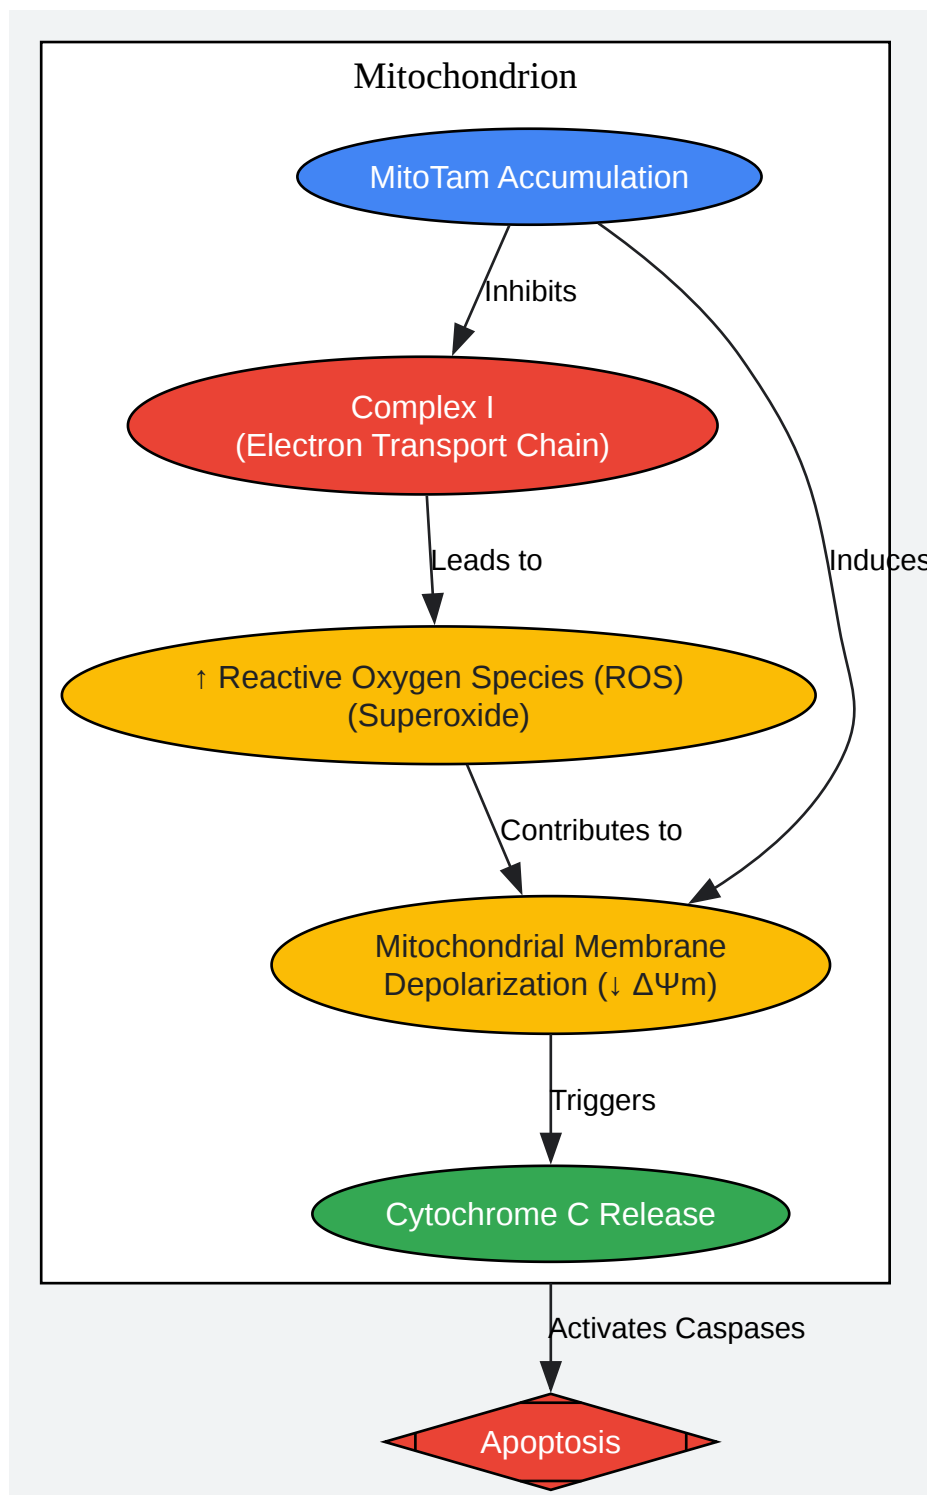 Mitochondrion
MitoTam Accumulation
Inhibits
Complex I
(Electron Transport Chain)
Leads to
Induces
↑ Reactive Oxygen Species (ROS)
(Superoxide)
Contributes to
Mitochondrial Membrane
Depolarization (↓ ΔΨm)
Triggers
Cytochrome C Release
Activates Caspases
Apoptosis